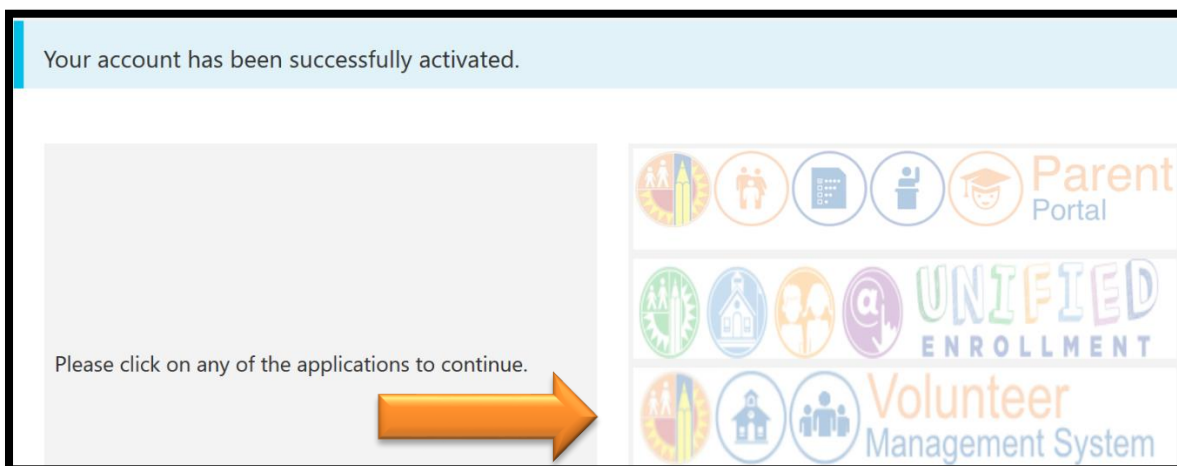 Your account has been successfully activated.
Please click on any of the applications to continue.
Parent
Portal
UNIFIED
ENROLLMENT
Volunteer
Management System